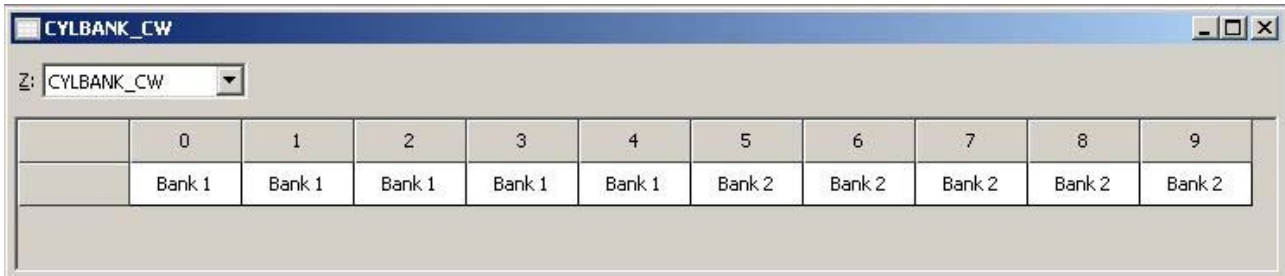 CYLBANK_CW
Z: CYLBANK_CW
0 1 2 3 4 5 6 7 8 9
Bank 1 Bank 1 Bank 1 Bank 1 Bank 1 Bank 2 Bank 2 Bank 2 Bank 2 Bank 2